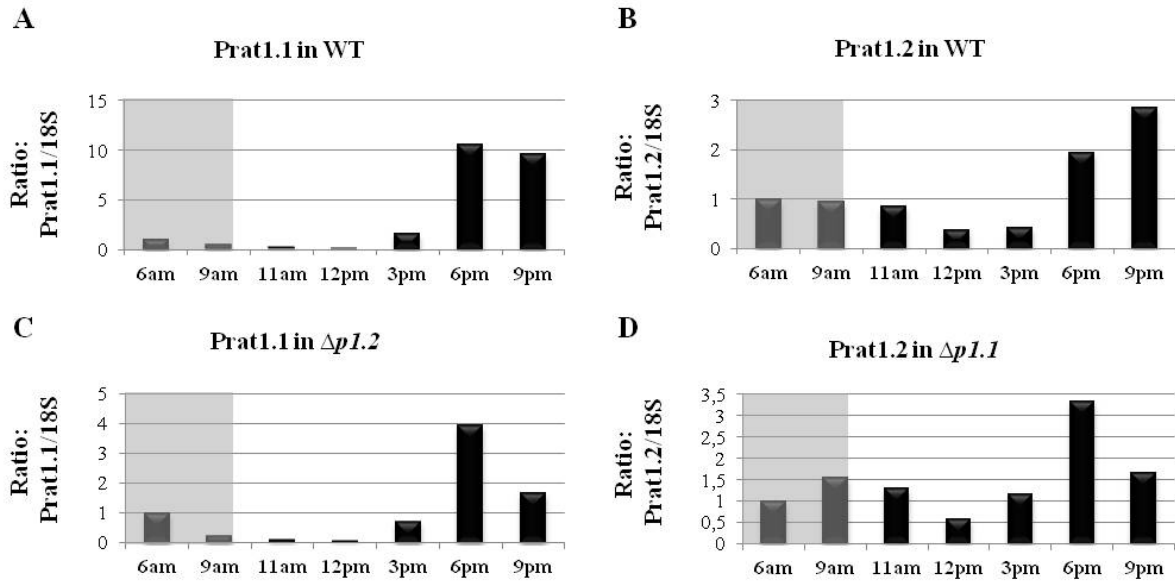 A
Prat1.1 in WT
Ratio:
Prat1.1/18S
15
10
5
0
6am 9am 11am 12pm 3pm 6pm 9pm
B
Prat1.2 in WT
Ratio:
Prat1.2/18S
3
2
1
0
6am 9am 11am 12pm 3pm 6pm 9pm
C
Prat1.1 in Δp1.2
Ratio:
Prat1.1/18S
5
4
3
2
1
0
6am 9am 11am 12pm 3pm 6pm 9pm
D
Prat1.2 in Δp1.1
Ratio:
Prat1.2/18S
3,5
3
2,5
2
1,5
1
0,5
0
6am 9am 11am 12pm 3pm 6pm 9pm